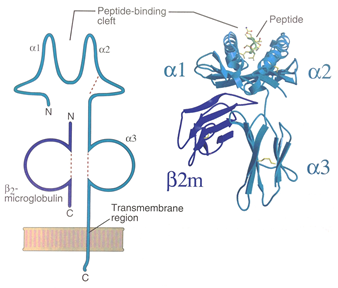 Peptide-binding
cleft
Peptide
α1
α2
α1
α2
N
N
α3
β2-
microglobulin
C
β2m
α3
Transmembrane
region
C